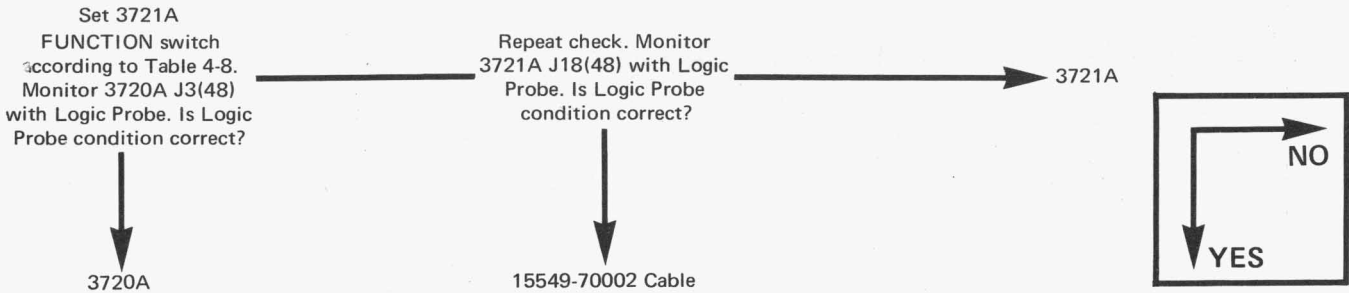 Set 3721A
FUNCTION switch
according to Table 4-8.
Monitor 3720A J3(48)
with Logic Probe. Is Logic
Probe condition correct?
Repeat check. Monitor
3721A J18(48) with Logic
Probe. Is Logic Probe
condition correct?
3721A
NO
YES
3720A
15549-70002 Cable